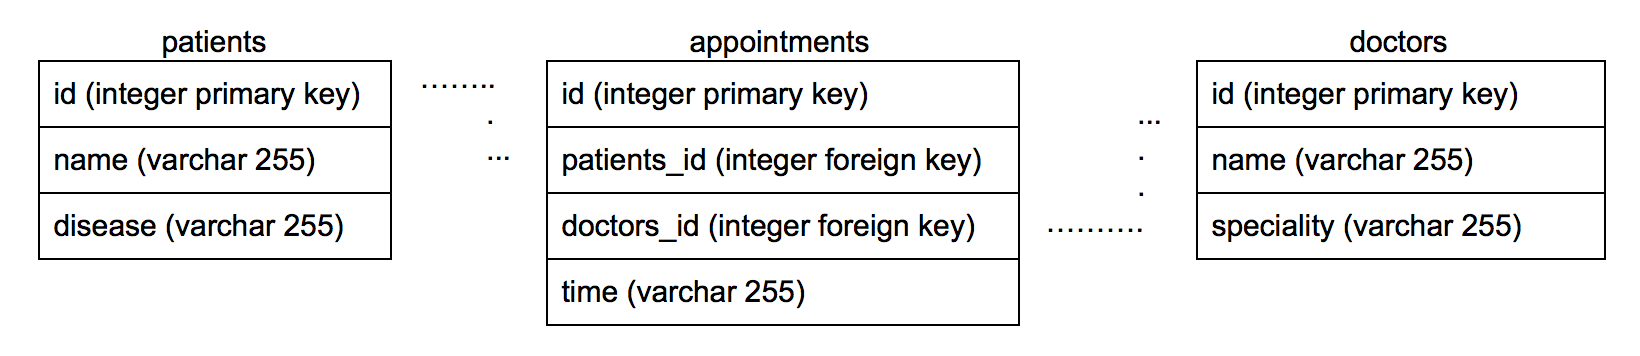 patients
id (integer primary key)
name (varchar 255)
disease (varchar 255)
appointments
id (integer primary key)
patients_id (integer foreign key)
doctors_id (integer foreign key)
time (varchar 255)
doctors
id (integer primary key)
name (varchar 255)
speciality (varchar 255)